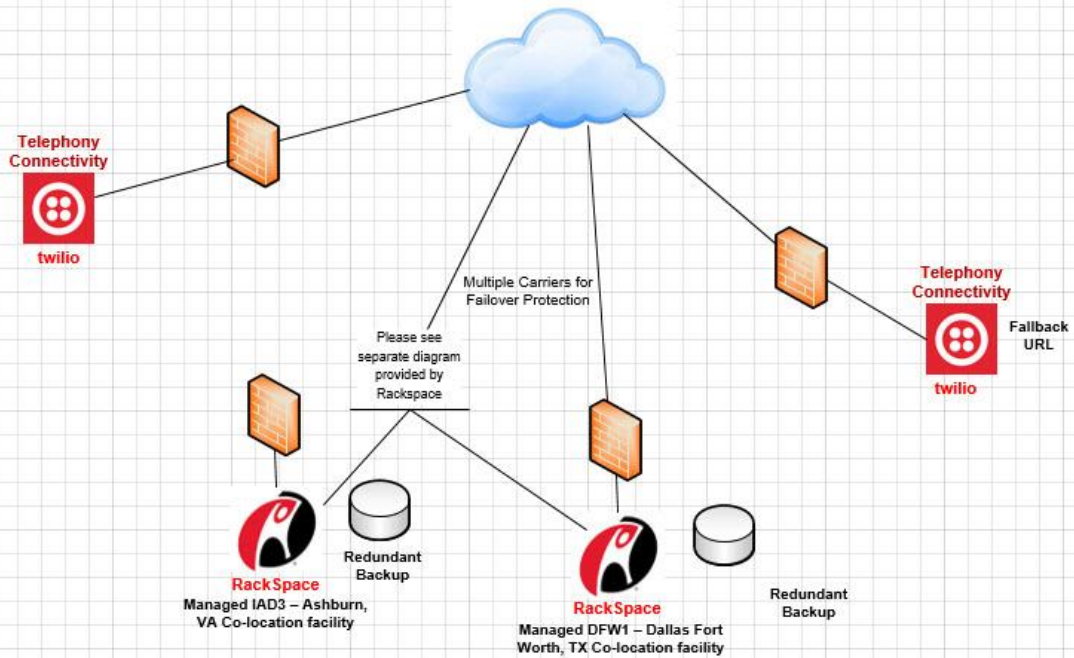 Telephony
Connectivity
twilio
Multiple Carriers for
Failover Protection
Telephony
Connectivity
Fallback
URL
twilio
Please see
separate diagram
provided by
Rackspace
Redundant
Backup
RackSpace
Managed IAD3 – Ashburn,
VA Co-location facility
Redundant
Backup
RackSpace
Managed DFW1 – Dallas Fort
Worth, TX Co-location facility